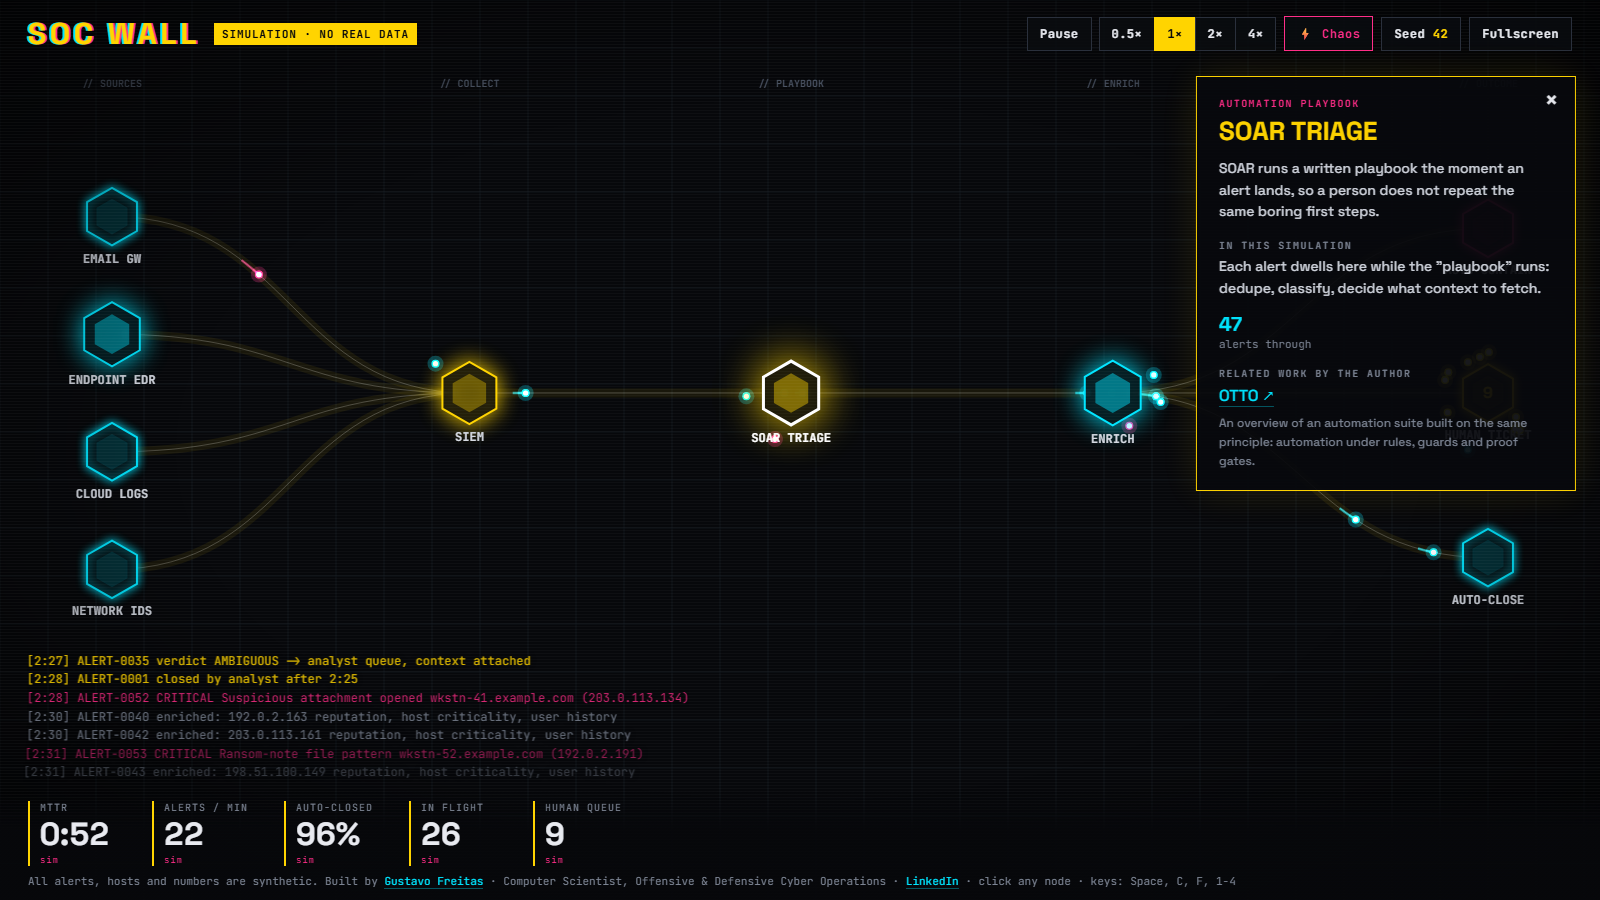 SOC WALL
SIMULATION · NO REAL DATA
Pause
0.5×
1×
2×
4×
Chaos
Seed 42
Fullscreen
// SOURCES
// COLLECT
// PLAYBOOK
// ENRICH
AUTOMATION PLAYBOOK
SOAR TRIAGE
SOAR runs a written playbook the moment an
alert lands, so a person does not repeat the
same boring first steps.
IN THIS SIMULATION
Each alert dwells here while the "playbook" runs:
dedupe, classify, decide what context to fetch.
47
alerts through
RELATED WORK BY THE AUTHOR
OTTO ↗
An overview of an automation suite built on the same
principle: automation under rules, guards and proof
gates.
EMAIL GW
ENDPOINT EDR
CLOUD LOGS
NETWORK IDS
SIEM
SOAR TRIAGE
ENRICH
9
AUTO-CLOSE
[2:27] ALERT-0035 verdict AMBIGUOUS → analyst queue, context attached
[2:28] ALERT-0001 closed by analyst after 2:25
[2:28] ALERT-0052 CRITICAL Suspicious attachment opened wkstn-41.example.com (203.0.113.134)
[2:30] ALERT-0040 enriched: 192.0.2.163 reputation, host criticality, user history
[2:30] ALERT-0042 enriched: 203.0.113.161 reputation, host criticality, user history
[2:31] ALERT-0053 CRITICAL Ransom-note file pattern wkstn-52.example.com (192.0.2.191)
[2:31] ALERT-0043 enriched: 198.51.100.149 reputation, host criticality, user history
MTTR
0:52
sim
ALERTS / MIN
22
sim
AUTO-CLOSED
96%
sim
IN FLIGHT
26
sim
HUMAN QUEUE
9
sim
All alerts, hosts and numbers are synthetic. Built by Gustavo Freitas · Computer Scientist, Offensive & Defensive Cyber Operations · LinkedIn · click any node · keys: Space, C, F, 1-4